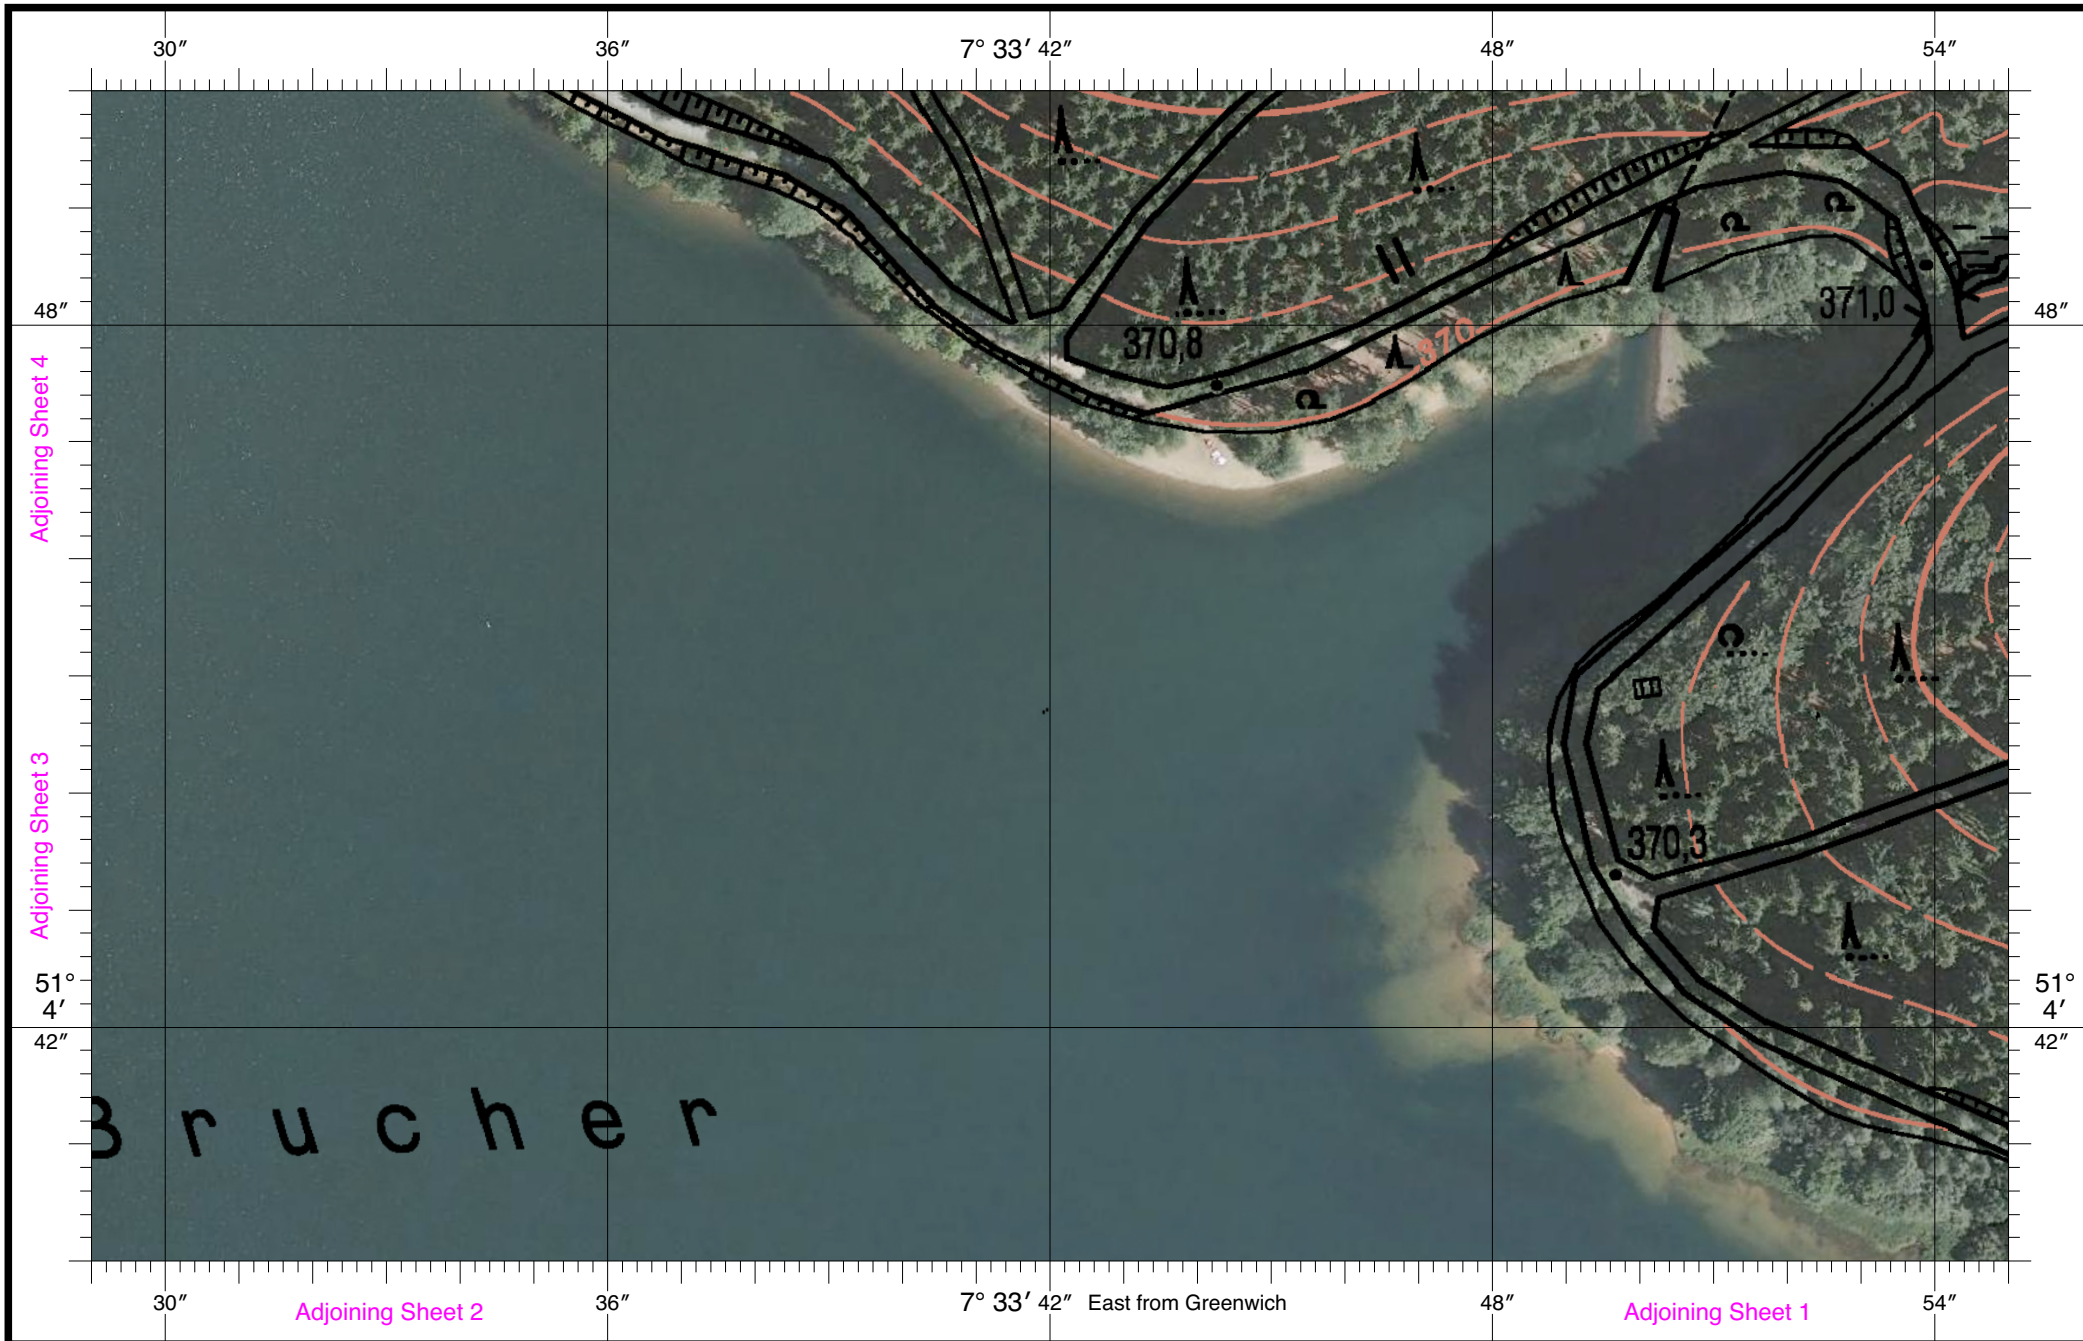 30″ 36″ 7° 33′ 42″ 48″ 54″
371,0
48″ 48″
370,8 370
Adjoining Sheet 4
370,3
Adjoining Sheet 3
51° 51°
4′ 4′
42″ 42″
Brucher
30″ 36″ 7° 33′ 42″ East from Greenwich 48″ 54″
Adjoining Sheet 2 Adjoining Sheet 1